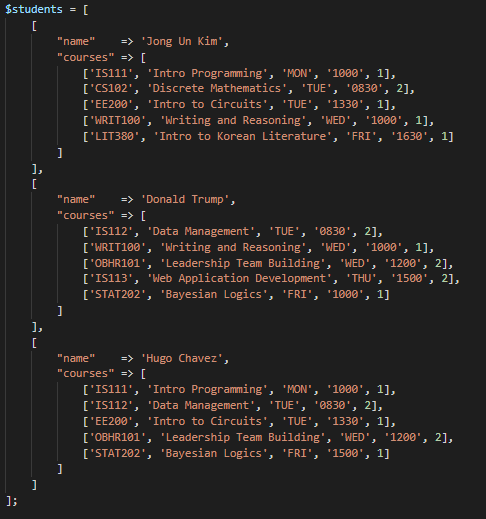 $students = [
    [
        "name"    => 'Jong Un Kim',
        "courses" => [
            ['IS111', 'Intro Programming', 'MON', '1000', 1],
            ['CS102', 'Discrete Mathematics', 'TUE', '0830', 2],
            ['EE200', 'Intro to Circuits', 'TUE', '1330', 1],
            ['WRIT100', 'Writing and Reasoning', 'WED', '1000', 1],
            ['LIT380', 'Intro to Korean Literature', 'FRI', '1630', 1]
        ]
    ],
    [
        "name"    => 'Donald Trump',
        "courses" => [
            ['IS112', 'Data Management', 'TUE', '0830', 2],
            ['WRIT100', 'Writing and Reasoning', 'WED', '1000', 1],
            ['OBHR101', 'Leadership Team Building', 'WED', '1200', 2],
            ['IS113', 'Web Application Development', 'THU', '1500', 2],
            ['STAT202', 'Bayesian Logics', 'FRI', '1000', 1]
        ]
    ],
    [
        "name"    => 'Hugo Chavez',
        "courses" => [
            ['IS111', 'Intro Programming', 'MON', '1000', 1],
            ['IS112', 'Data Management', 'TUE', '0830', 2],
            ['EE200', 'Intro to Circuits', 'TUE', '1330', 1],
            ['OBHR101', 'Leadership Team Building', 'WED', '1200', 2],
            ['STAT202', 'Bayesian Logics', 'FRI', '1500', 1]
        ]
    ]
];